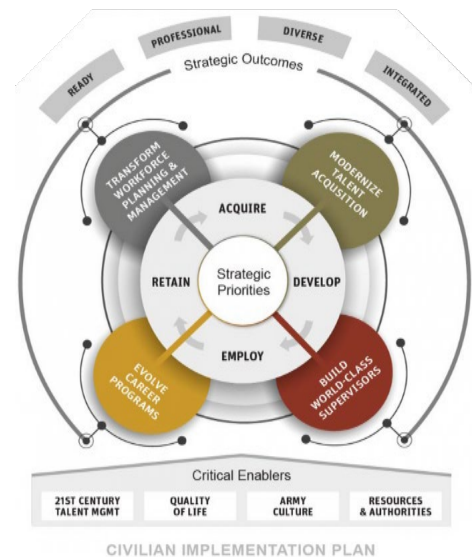 READY
PROFESSIONAL
DIVERSE
INTEGRATED
Strategic Outcomes
TRANSFORM
WORKFORCE
PLANNING &
MANAGEMENT
MODERNIZE
TALENT
ACQUSITION
ACQUIRE
RETAIN
Strategic
Priorities
DEVELOP
EMPLOY
EVOLVE
CAREER
PROGRAMS
BUILD
WORLD-CLASS
SUPERVISORS
Critical Enablers
21ST CENTURY
TALENT MGMT
QUALITY
OF LIFE
ARMY
CULTURE
RESOURCES
& AUTHORITIES
CIVILIAN IMPLEMENTATION PLAN